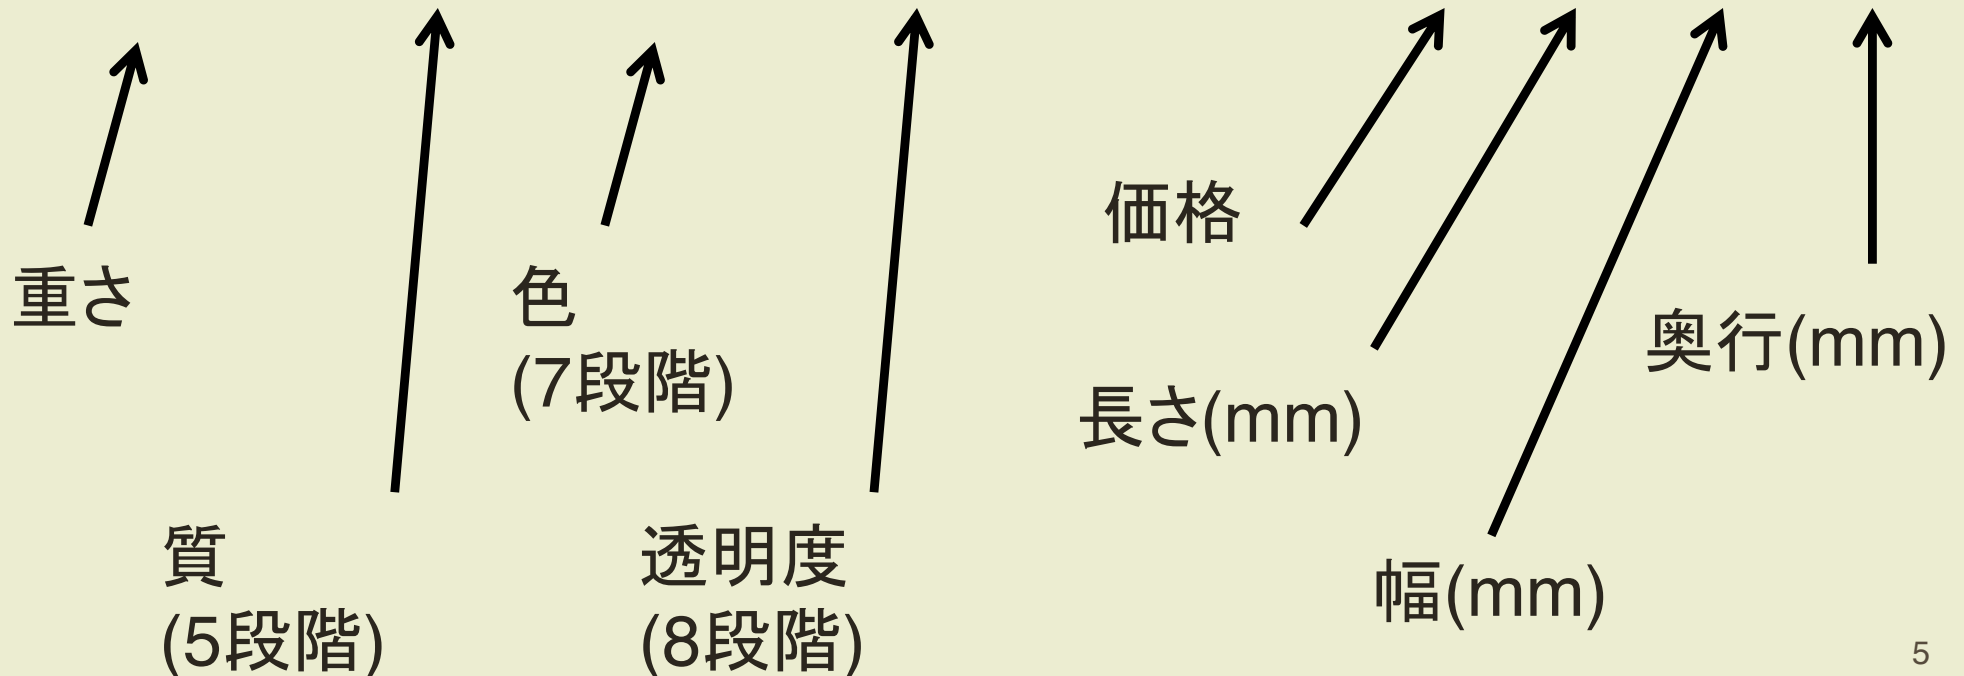 重さ
質
(5段階)
色
(7段階)
透明度
(8段階)
価格
長さ(mm)
幅(mm)
奥行(mm)
5